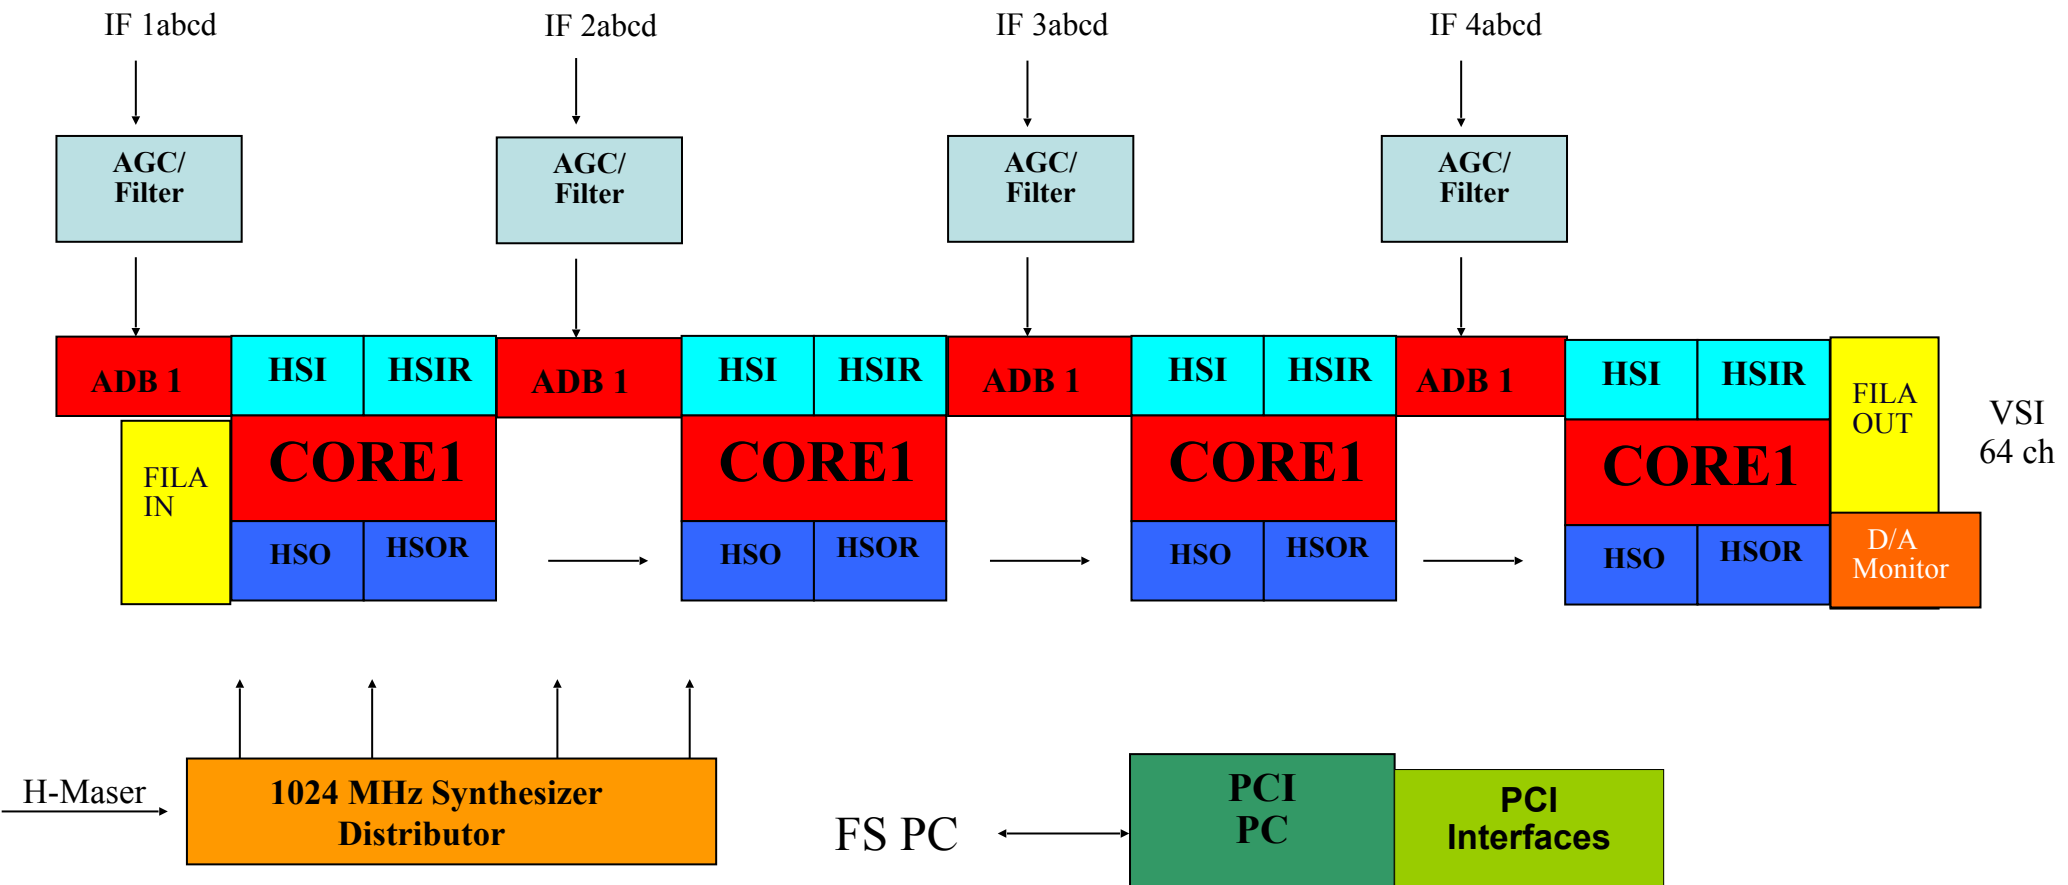 IF 1abcd
IF 2abcd
IF 3abcd
IF 4abcd
AGC/
Filter
AGC/
Filter
AGC/
Filter
AGC/
Filter
ADB 1
HSI
HSIR
ADB 1
HSI
HSIR
ADB 1
HSI
HSIR
ADB 1
HSI
HSIR
FILA
OUT
VSI
64 ch
FILA
IN
CORE1
CORE1
CORE1
CORE1
HSO
HSOR
HSO
HSOR
HSO
HSOR
HSO
HSOR
D/A
Monitor
H-Maser
1024 MHz Synthesizer
Distributor
FS PC
PCI
PC
PCI
Interfaces